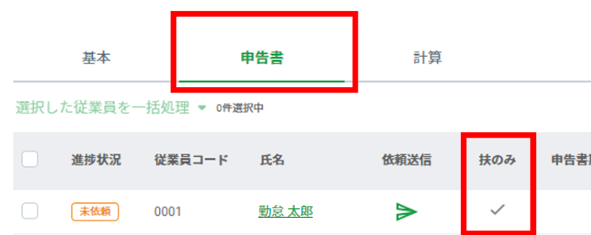 基本 申告書 計算
選択した従業員を一括処理 0件選択中
進捗状況 従業員コード 氏名 依頼送信 扶のみ 申告書
未依頼 0001 勤怠 太郎